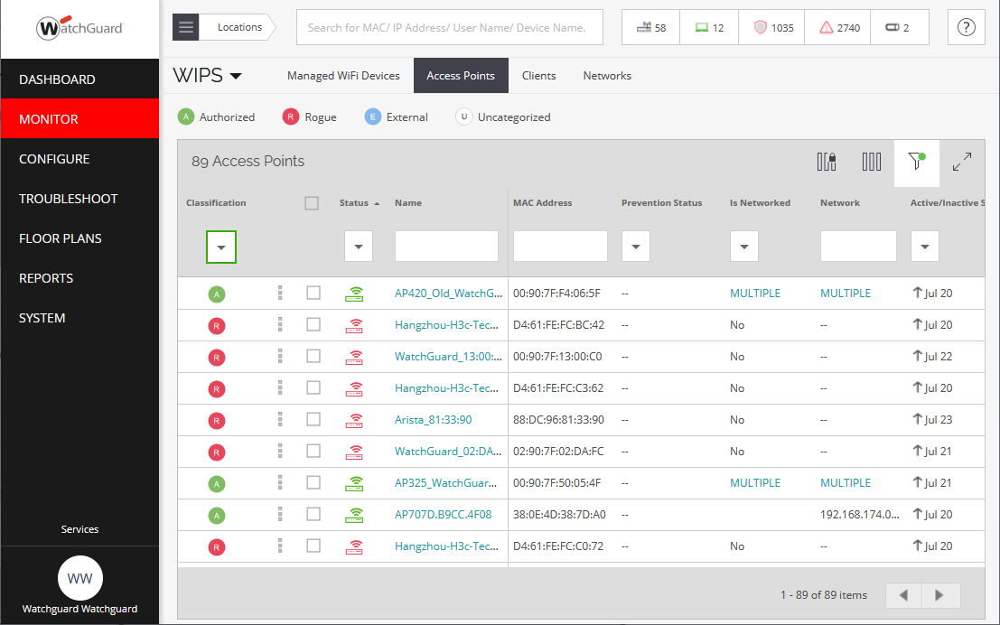 WatchGuard
Locations
Search for MAC/ IP Address/ User Name/ Device Name.
58
12
1035
2740
2
?
DASHBOARD
MONITOR
CONFIGURE
TROUBLESHOOT
FLOOR PLANS
REPORTS
SYSTEM
Services
WW
Watchguard Watchguard
WIPS
Managed WiFi Devices Access Points Clients Networks
A Authorized R Rogue E External U Uncategorized
89 Access Points
Classification Status Name MAC Address Prevention Status Is Networked Network Active/Inactive S
A AP420_Old_WatchG... 00:90:7F:F4:06:5F -- MULTIPLE MULTIPLE Jul 20
R Hangzhou-H3c-Tec... D4:61:FE:FC:BC:42 -- No -- Jul 20
R WatchGuard_13:00:... 00:90:7F:13:00:C0 -- No -- Jul 22
R Hangzhou-H3c-Tec... D4:61:FE:FC:C3:62 -- No -- Jul 20
R Arista_81:33:90 88:DC:96:81:33:90 -- No -- Jul 23
R WatchGuard_02:DA... 02:90:7F:02:DA:FC -- No -- Jul 21
A AP325_WatchGuar... 00:90:7F:50:05:4F -- MULTIPLE MULTIPLE Jul 21
A AP707D.B9CC.4F08 38:0E:4D:38:7D:A0 -- 192.168.174.0... Jul 20
R Hangzhou-H3c-Tec... D4:61:FE:FC:C0:72 -- No -- Jul 20
1 - 89 of 89 items